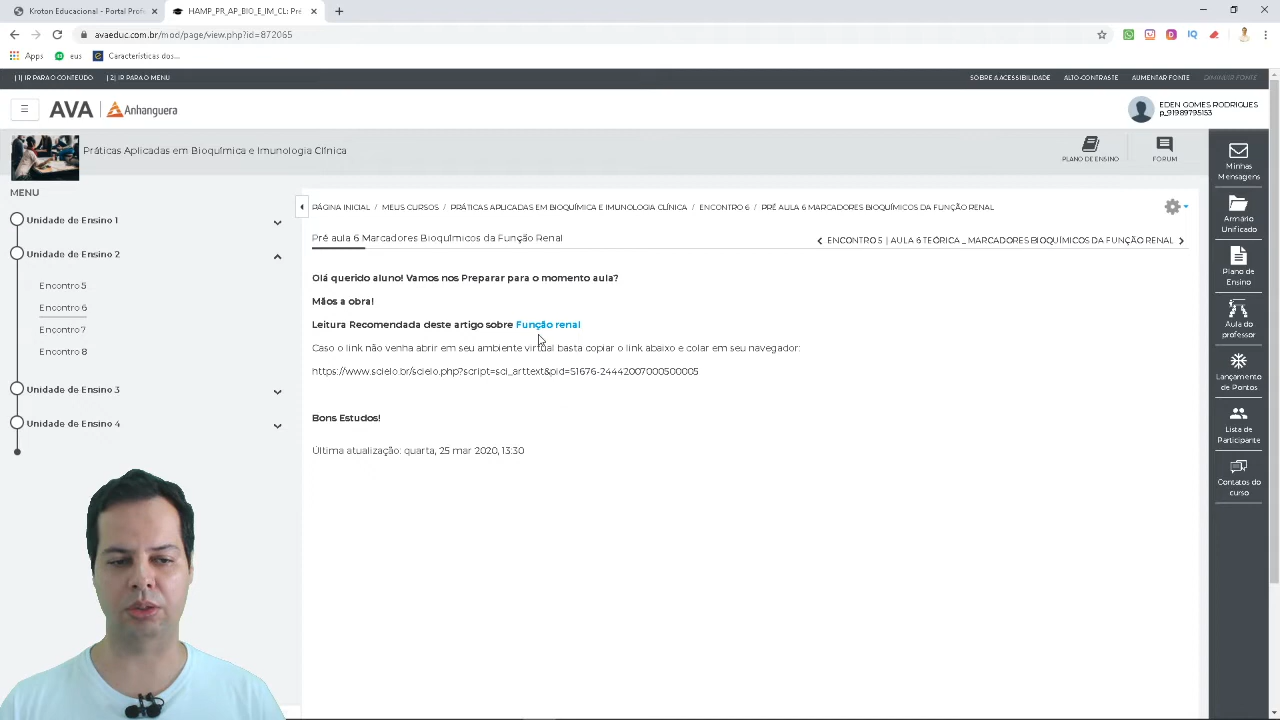 Kroton Educacional - Portal Profe
HAMP_PR_AP_BIO_E_IM_CL: Pré
avaeduc.com.br/mod/page/view.php?id=872065
Apps
eus
Características dos...
| 1| IR PARA O CONTEÚDO
| 2| IR PARA O MENU
SOBRE A ACESSIBILIDADE
ALTO-CONTRASTE
AUMENTAR FONTE
DIMINUIR FONTE
AVA | Anhanguera
EDEN GOMES RODRIGUES
p_91989795153
Práticas Aplicadas em Bioquímica e Imunologia Clínica
PLANO DE ENSINO
FÓRUM
MENU
Unidade de Ensino 1
Unidade de Ensino 2
Encontro 5
Encontro 6
Encontro 7
Encontro 8
Unidade de Ensino 3
Unidade de Ensino 4
PÁGINA INICIAL / MEUS CURSOS / PRÁTICAS APLICADAS EM BIOQUÍMICA E IMUNOLOGIA CLÍNICA / ENCONTRO 6 / PRÉ AULA 6 MARCADORES BIOQUÍMICOS DA FUNÇÃO RENAL
Pré aula 6 Marcadores Bioquímicos da Função Renal
ENCONTRO 5 | AULA 6 TEÓRICA _ MARCADORES BIOQUÍMICOS DA FUNÇÃO RENAL
Olá querido aluno! Vamos nos Preparar para o momento aula?
Mãos a obra!
Leitura Recomendada deste artigo sobre Função renal
Caso o link não venha abrir em seu ambiente virtual basta copiar o link abaixo e colar em seu navegador:
https://www.scielo.br/scielo.php?script=sci_arttext&pid=S1676-24442007000500005
Bons Estudos!
Última atualização: quarta, 25 mar 2020, 13:30
Minhas
Mensagens
Armário
Unificado
Plano de
Ensino
Aula do
professor
Lançamento
de Pontos
Lista de
Participante
Contatos do
curso